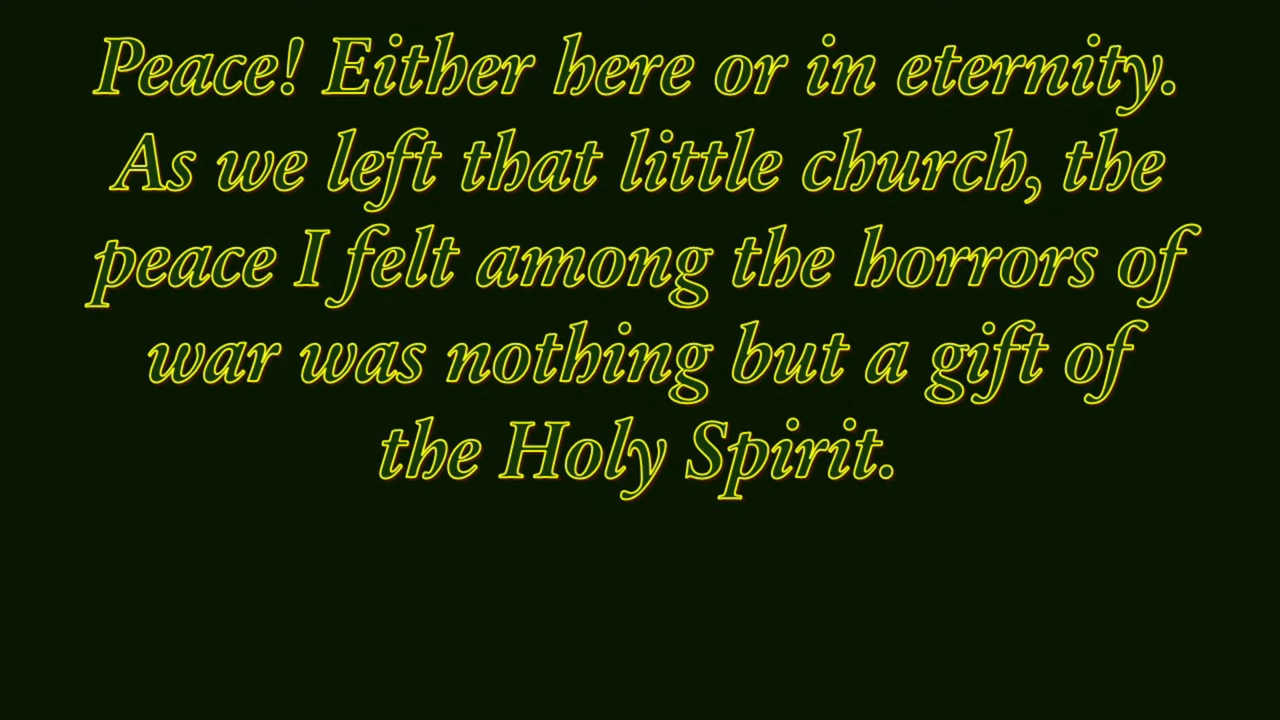 Peace! Either here or in eternity.
As we left that little church, the
peace I felt among the horrors of
war was nothing but a gift of
the Holy Spirit.